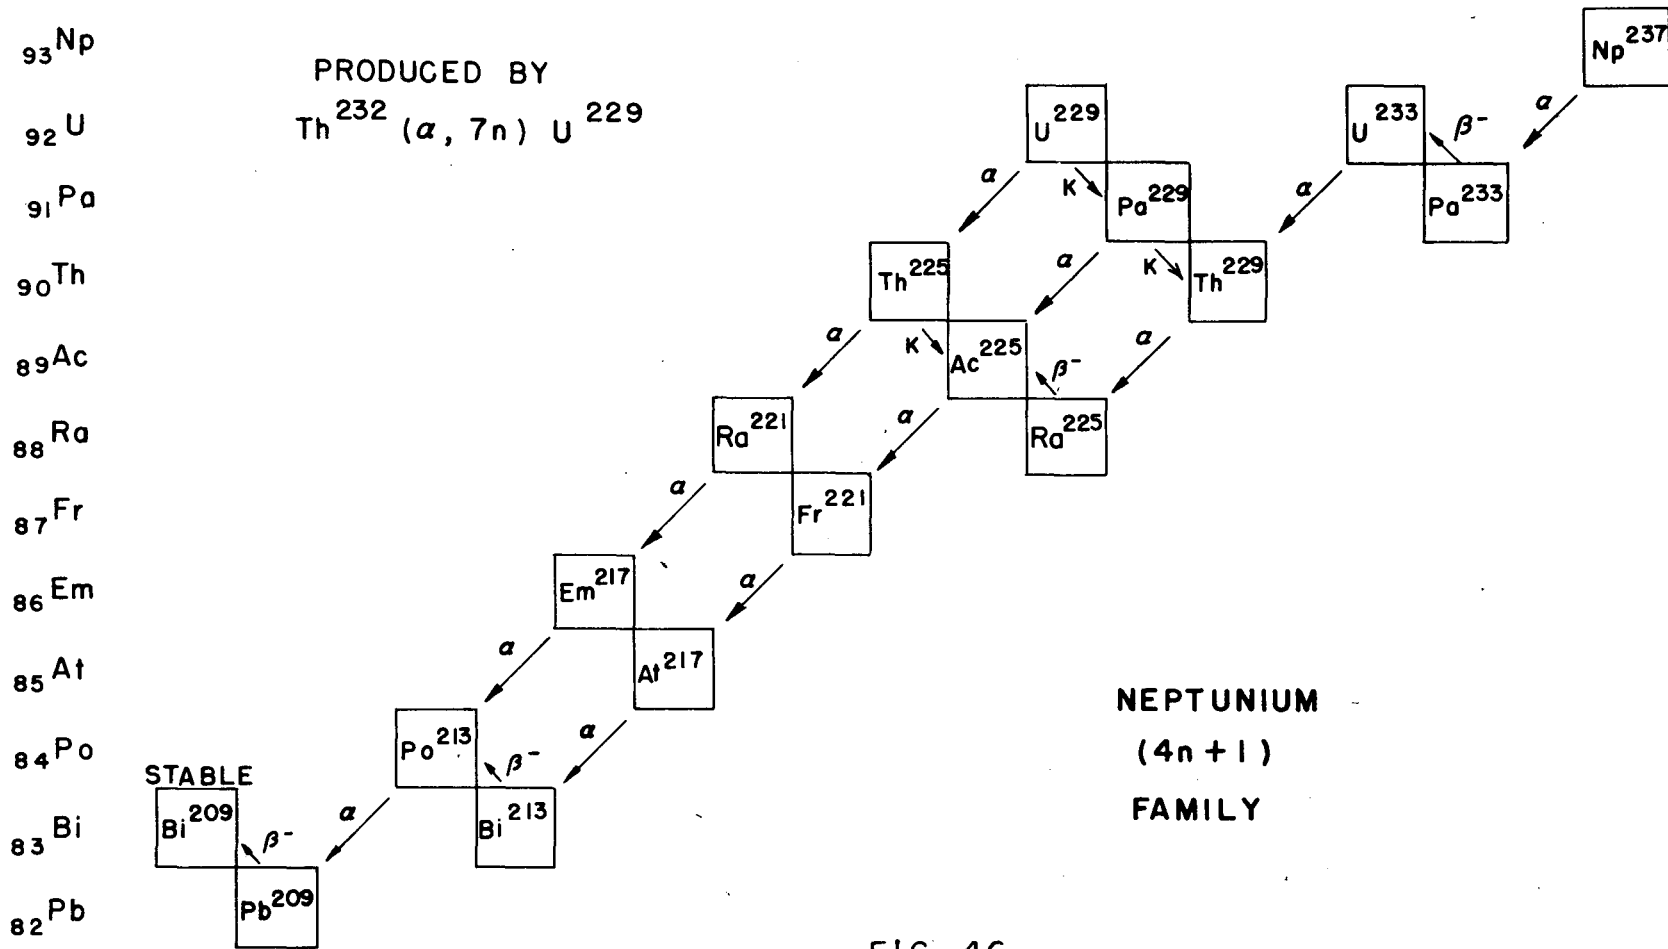 93Np
Np237
PRODUCED BY
Th232 (α, 7n) U229
92U
U229
U233
α
β⁻
α
K
α
91Pa
Pa229
Pa233
90Th
Th225
α
K
Th229
α
K
89Ac
Ac225
β⁻
α
88Ra
Ra221
α
Ra225
α
87Fr
Fr221
86Em
Em217
α
α
85At
At217
NEPTUNIUM
84Po
Po213
β⁻
α
(4n + 1)
STABLE
FAMILY
83Bi
Bi209
β⁻
α
Bi213
82Pb
Pb209
FIG. 46